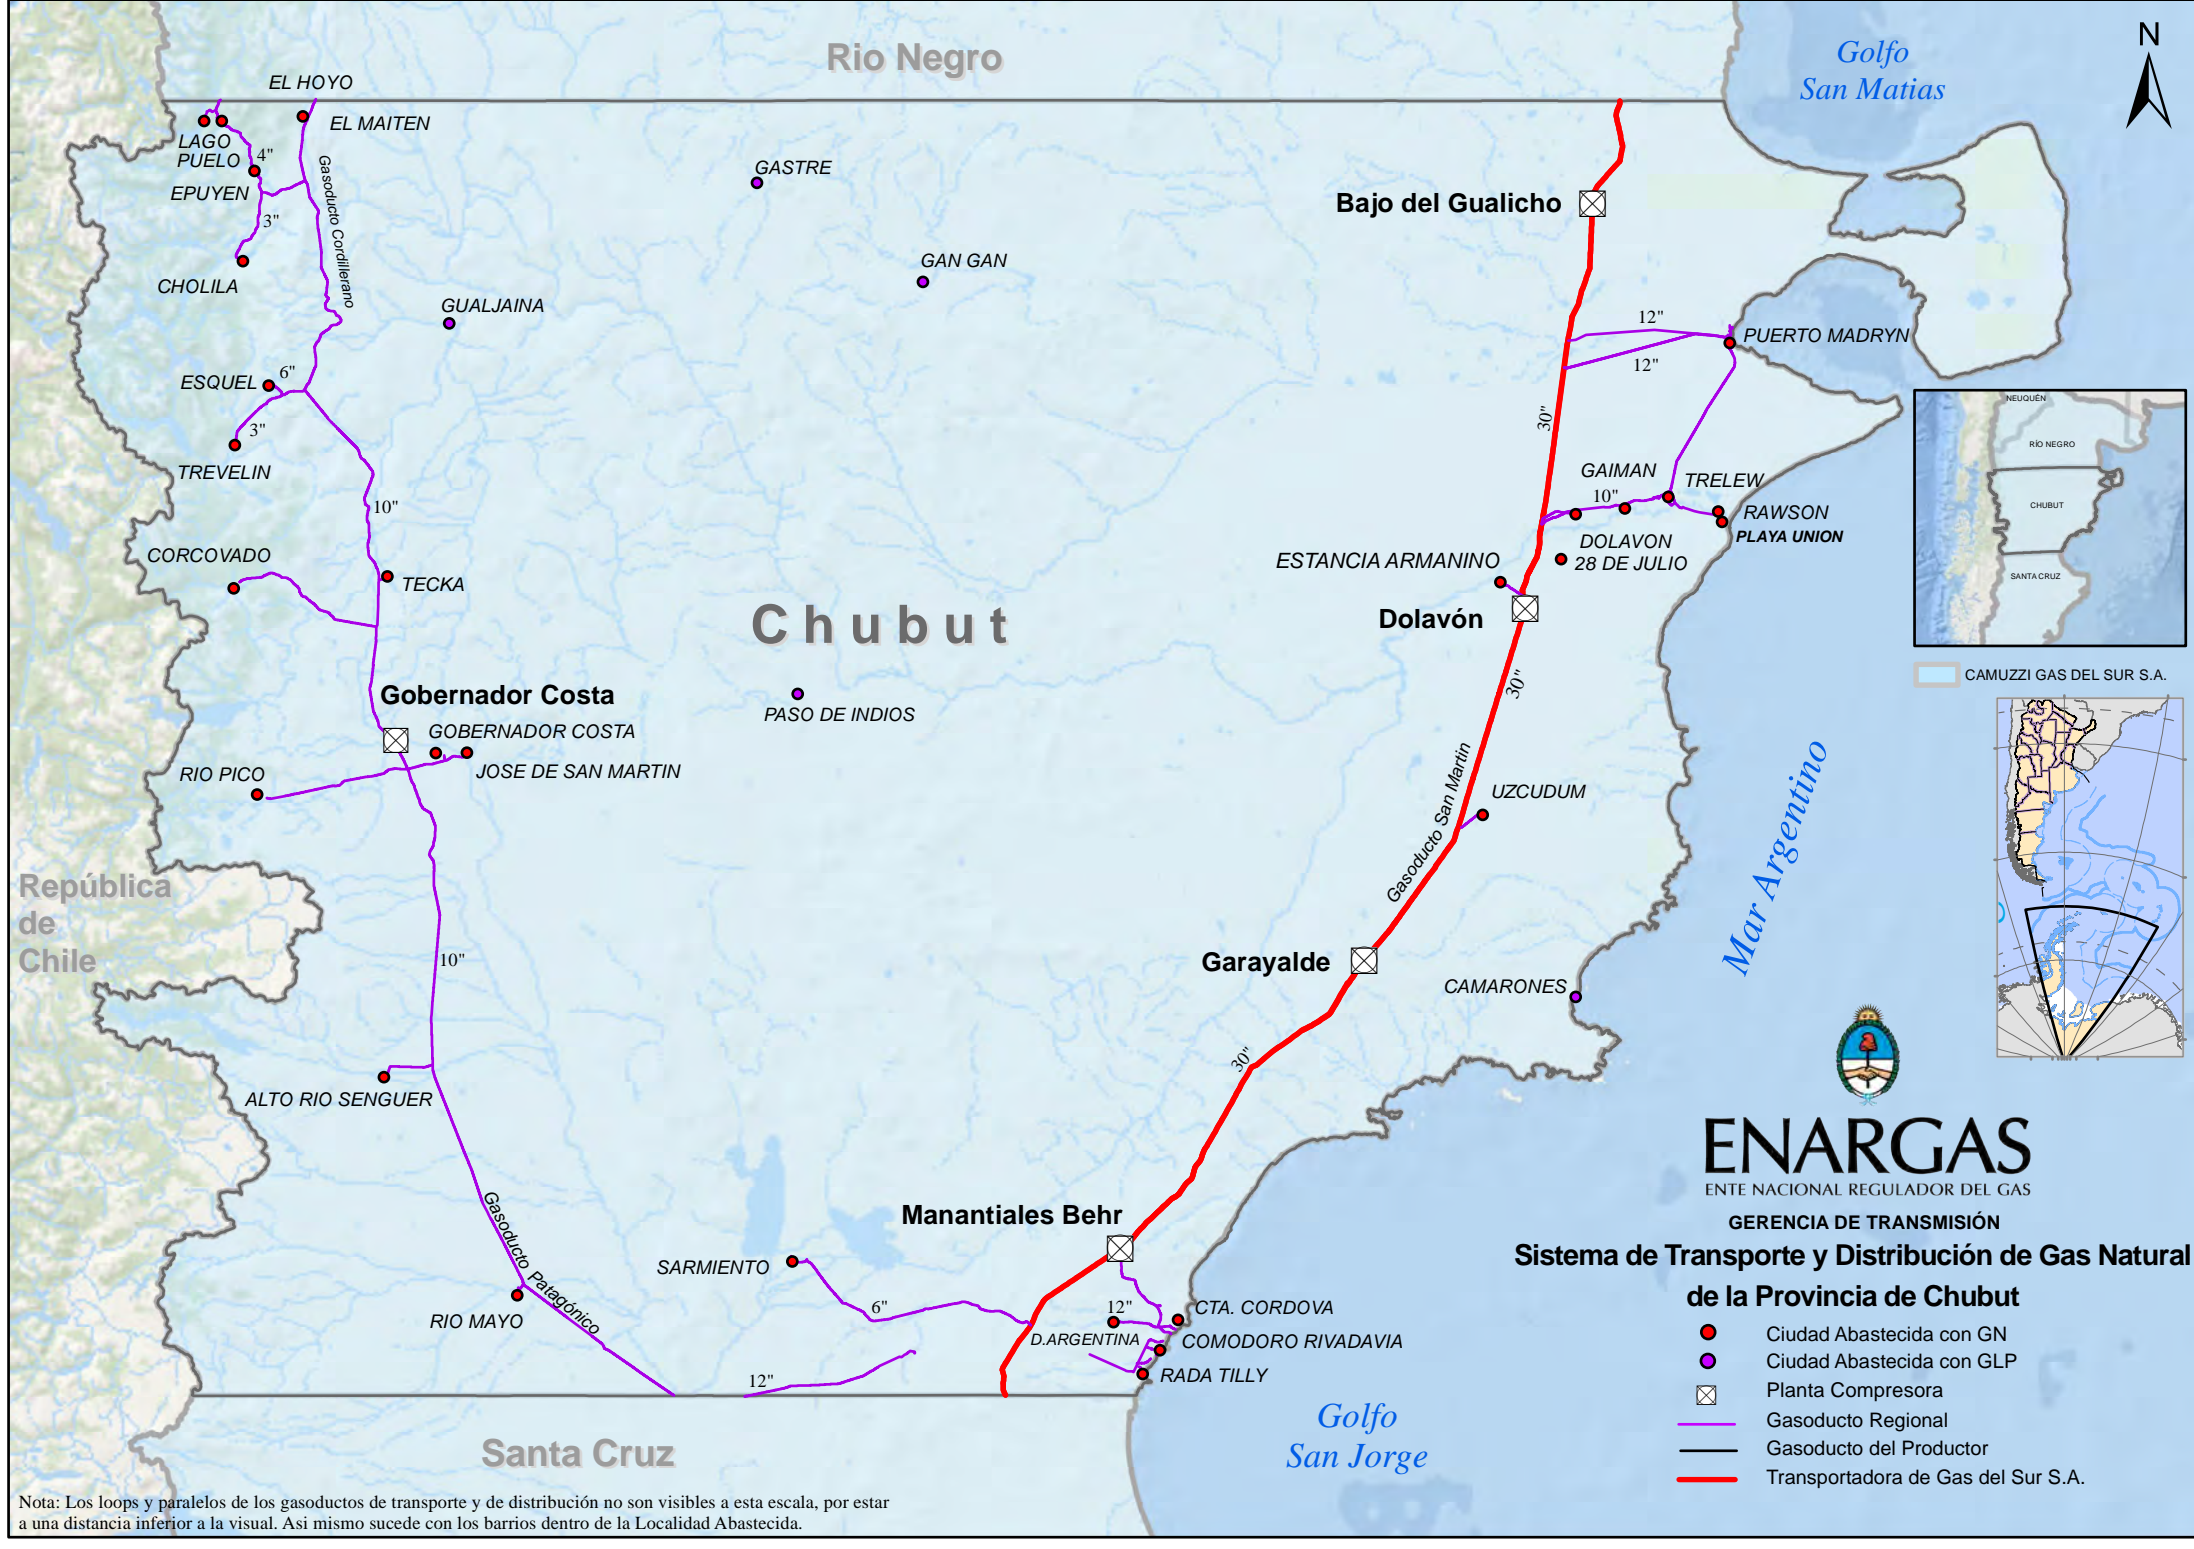 Rio Negro
Golfo
San Matias
N
EL HOYO
EL MAITEN
LAGO
PUELO
4"
EPUYEN
3"
Gasoducto Cordillerano
CHOLILA
GASTRE
GAN GAN
GUALJAINA
Bajo del Gualicho
12"
PUERTO MADRYN
12"
ESQUEL
6"
3"
TREVELIN
30"
NEUQUÉN
RÍO NEGRO
CHUBUT
SANTA CRUZ
CAMUZZI GAS DEL SUR S.A.
10"
GAIMAN
TRELEW
10"
RAWSON
PLAYA UNION
DOLAVON
28 DE JULIO
CORCOVADO
TECKA
ESTANCIA ARMANINO
Dolavón
Chubut
30"
Gobernador Costa
GOBERNADOR COSTA
JOSE DE SAN MARTIN
RIO PICO
PASO DE INDIOS
Gasoducto San Martin
UZCUDUM
Mar Argentino
República
de
Chile
10"
Garayalde
CAMARONES
30"
ALTO RIO SENGUER
Gasoducto Patagónico
Manantiales Behr
SARMIENTO
6"
RIO MAYO
12"
CTA. CORDOVA
D.ARGENTINA
COMODORO RIVADAVIA
RADA TILLY
12"
Golfo
San Jorge
Santa Cruz
ENARGAS
ENTE NACIONAL REGULADOR DEL GAS
GERENCIA DE TRANSMISIÓN
Sistema de Transporte y Distribución de Gas Natural
de la Provincia de Chubut
Ciudad Abastecida con GN
Ciudad Abastecida con GLP
Planta Compresora
Gasoducto Regional
Gasoducto del Productor
Transportadora de Gas del Sur S.A.
Nota: Los loops y paralelos de los gasoductos de transporte y de distribución no son visibles a esta escala, por estar
a una distancia inferior a la visual. Asi mismo sucede con los barrios dentro de la Localidad Abastecida.